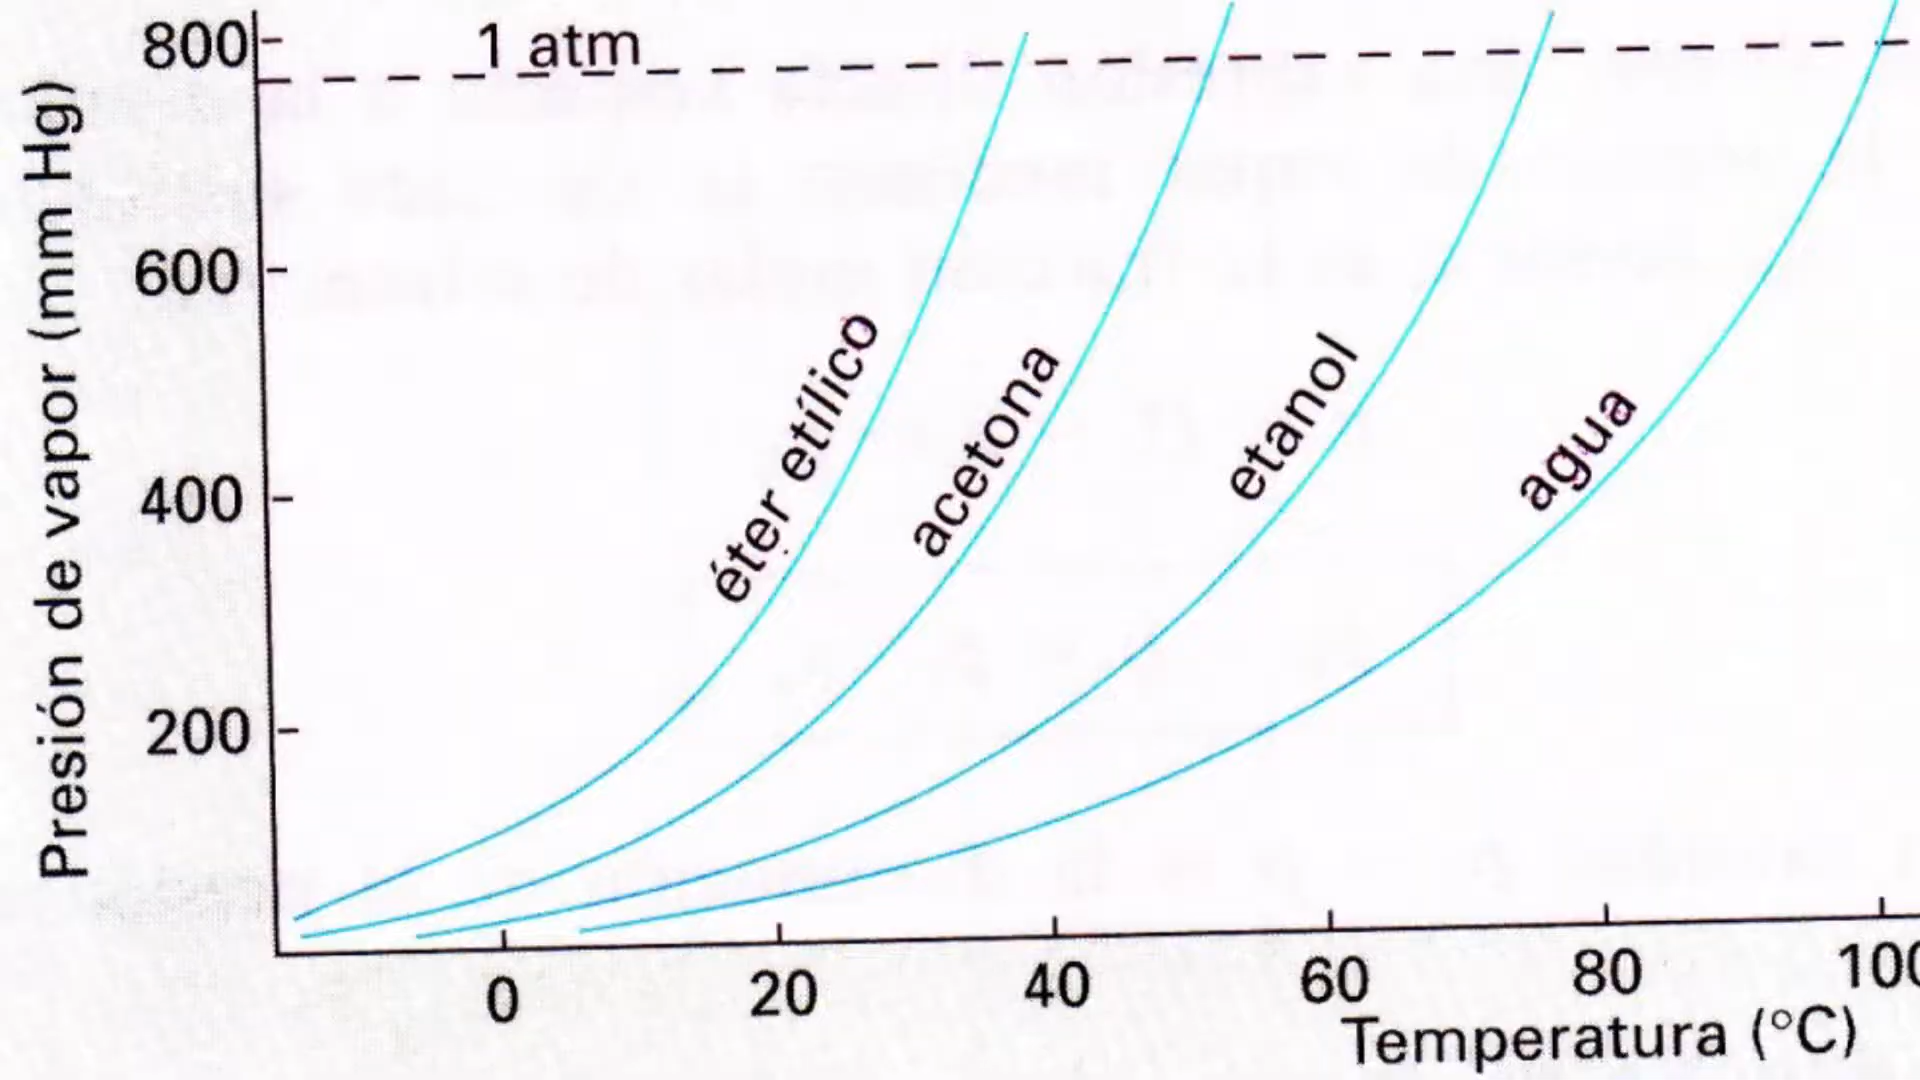 Presión de vapor (mm Hg)
800
1 atm
600
400
200
éter etílico
acetona
etanol
agua
0
20
40
60
80
100
Temperatura (°C)